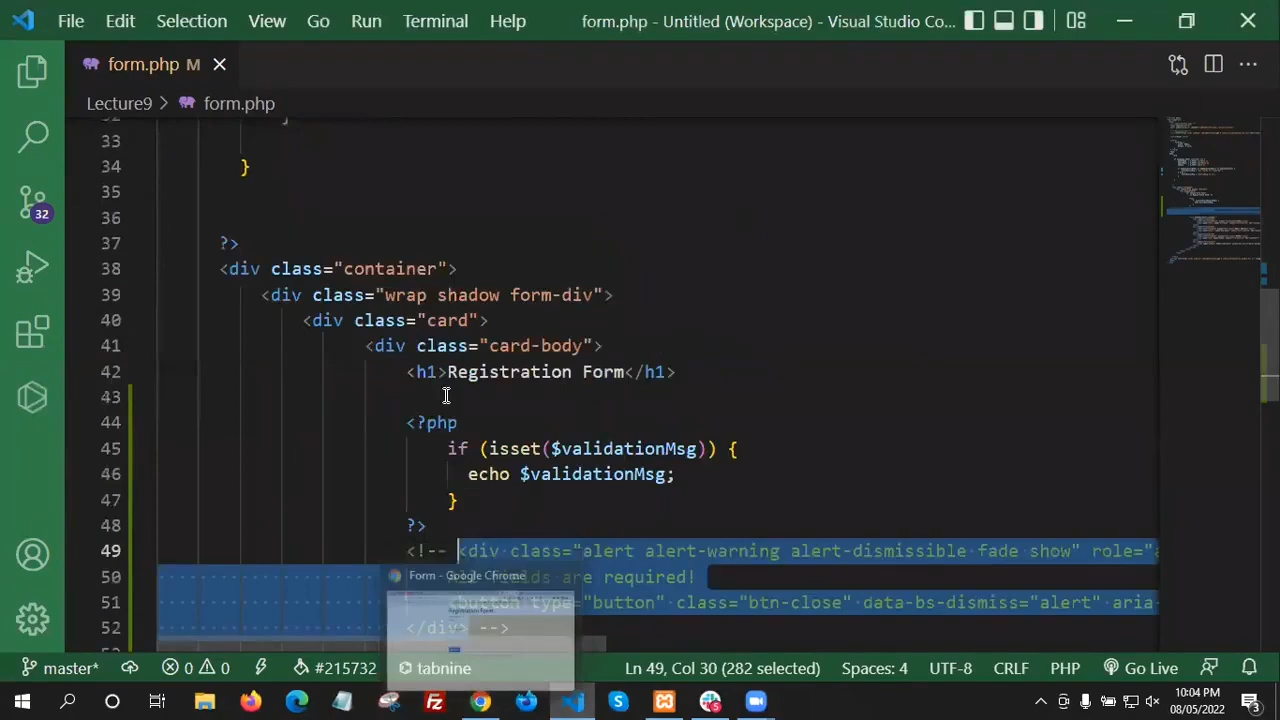 File Edit Selection View Go Run Terminal Help form.php - Untitled (Workspace) - Visual Studio Co...
form.php M
Lecture9 > form.php
32 }
33
34 }
35
36
37 ?>
38 <div class="container">
39 <div class="wrap shadow form-div">
40 <div class="card">
41 <div class="card-body">
42 <h1>Registration Form</h1>
43
44 <?php
45 if (isset($validationMsg)) {
46 echo $validationMsg;
47 }
48 ?>
49 <!-- <div class="alert alert-warning alert-dismissible fade show" role="a
50 fields are required!
51 <button type="button" class="btn-close" data-bs-dismiss="alert" aria-
52 </div> -->
32
Form - Google Chrome
master* 0 0 #215732 tabnine Ln 49, Col 30 (282 selected) Spaces: 4 UTF-8 CRLF PHP Go Live
10:04 PM
08/05/2022
5
3